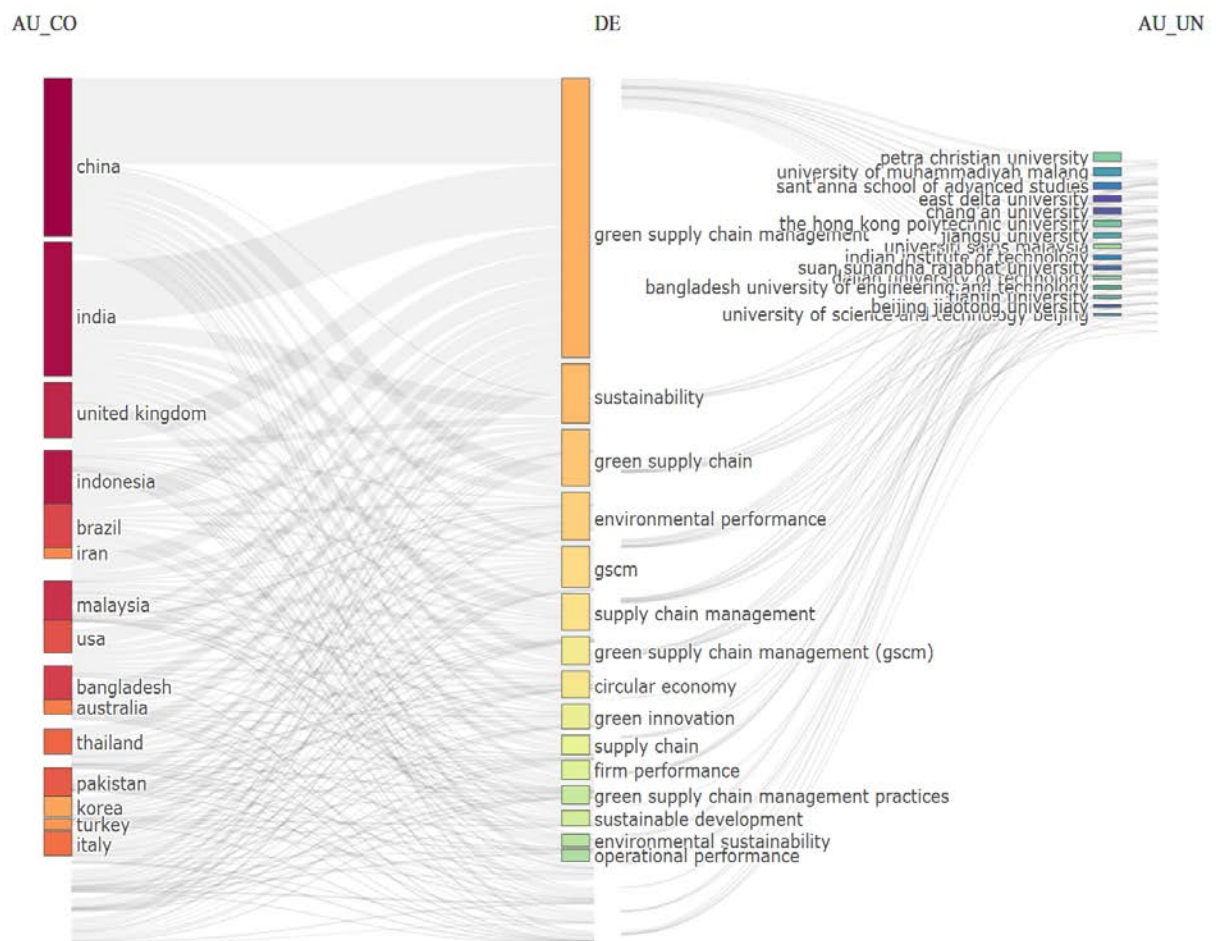 AU_CO
DE
AU_UN
china
india
united kingdom
indonesia
brazil
iran
malaysia
usa
bangladesh
australia
thailand
pakistan
korea
turkey
italy
green supply chain management
sustainability
green supply chain
environmental performance
gscm
supply chain management
green supply chain management (gscm)
circular economy
green innovation
supply chain
firm performance
green supply chain management practices
sustainable development
environmental sustainability
operational performance
petra christian university
university of muhammadiyah malang
sant'anna school of advanced studies
east delta university
chang'an university
the hong kong polytechnic university
jiangsu university
universiti sains malaysia
indian institute of technology
suan sunandha rajabhat university
dalian university of technology
bangladesh university of engineering and technology
tianjin university
beijing jiaotong university
university of science and technology beijing